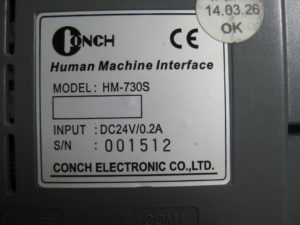 14.03.26
OK
CONCH CE
Human Machine Interface
MODEL: HM-730S
INPUT : DC24V/0.2A
S/N : 001512
CONCH ELECTRONIC CO.,LTD.
COM1